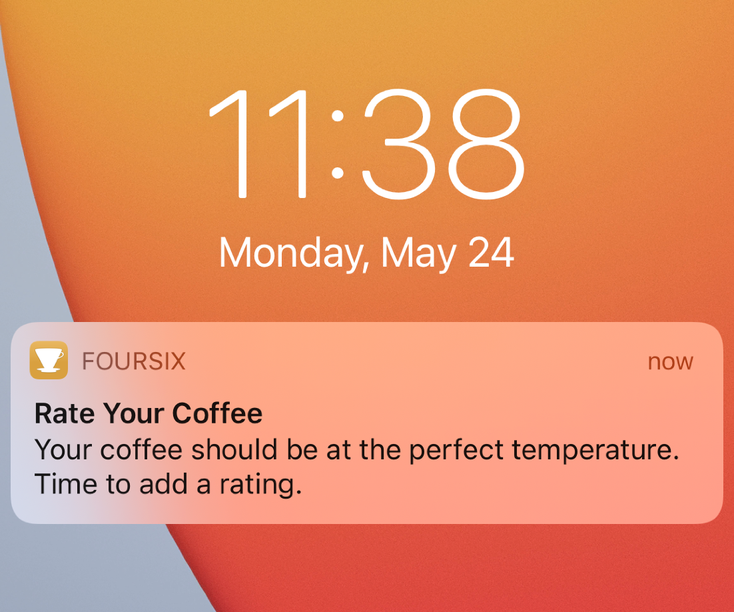 11:38
Monday, May 24
FOURSIX now
Rate Your Coffee
Your coffee should be at the perfect temperature.
Time to add a rating.